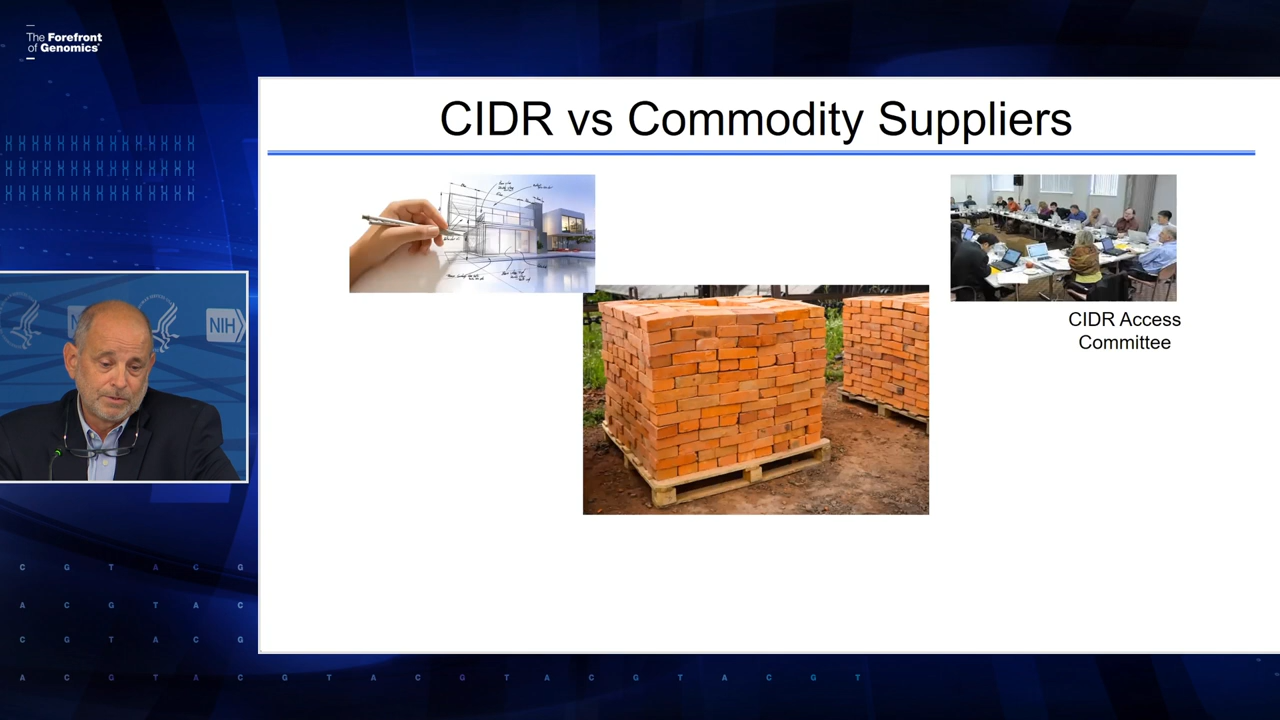 The Forefront
of Genomics
CIDR vs Commodity Suppliers
CIDR Access
Committee
NIH
C G T A C G
A C G T A C
C G T A C G
A C G T A C G T A C G T A C G T A C G T